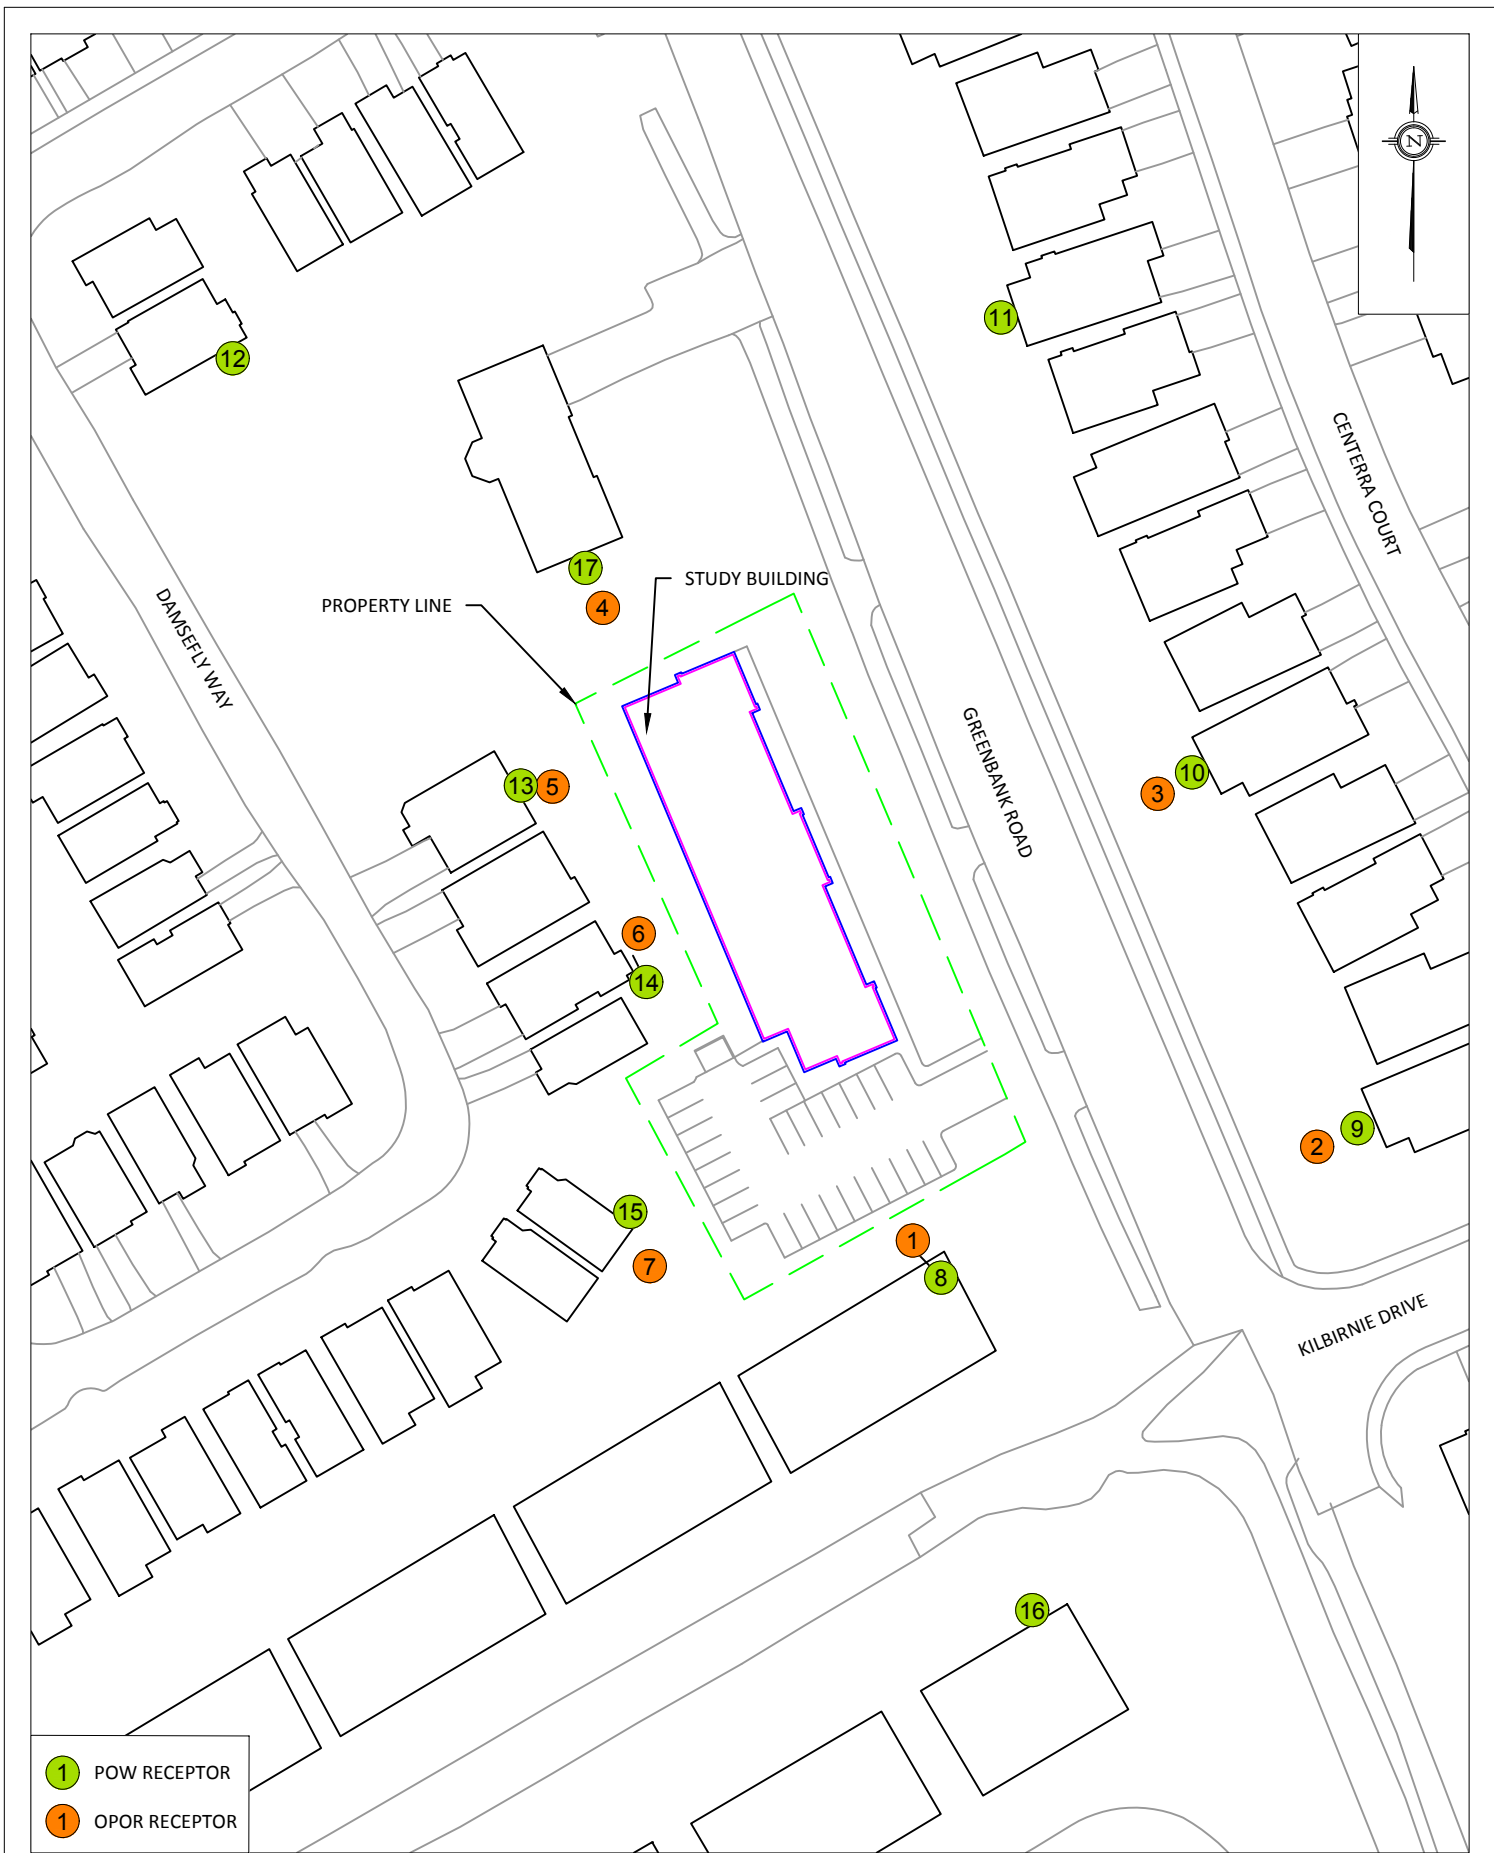 N
11
12
CENTERRA COURT
17
STUDY BUILDING
4
PROPERTY LINE
DAMSEFLY WAY
GREENBANK ROAD
10
13
5
3
6
14
9
2
15
1
7
8
KILBIRNIE DRIVE
16
1 POW RECEPTOR
1 OPOR RECEPTOR